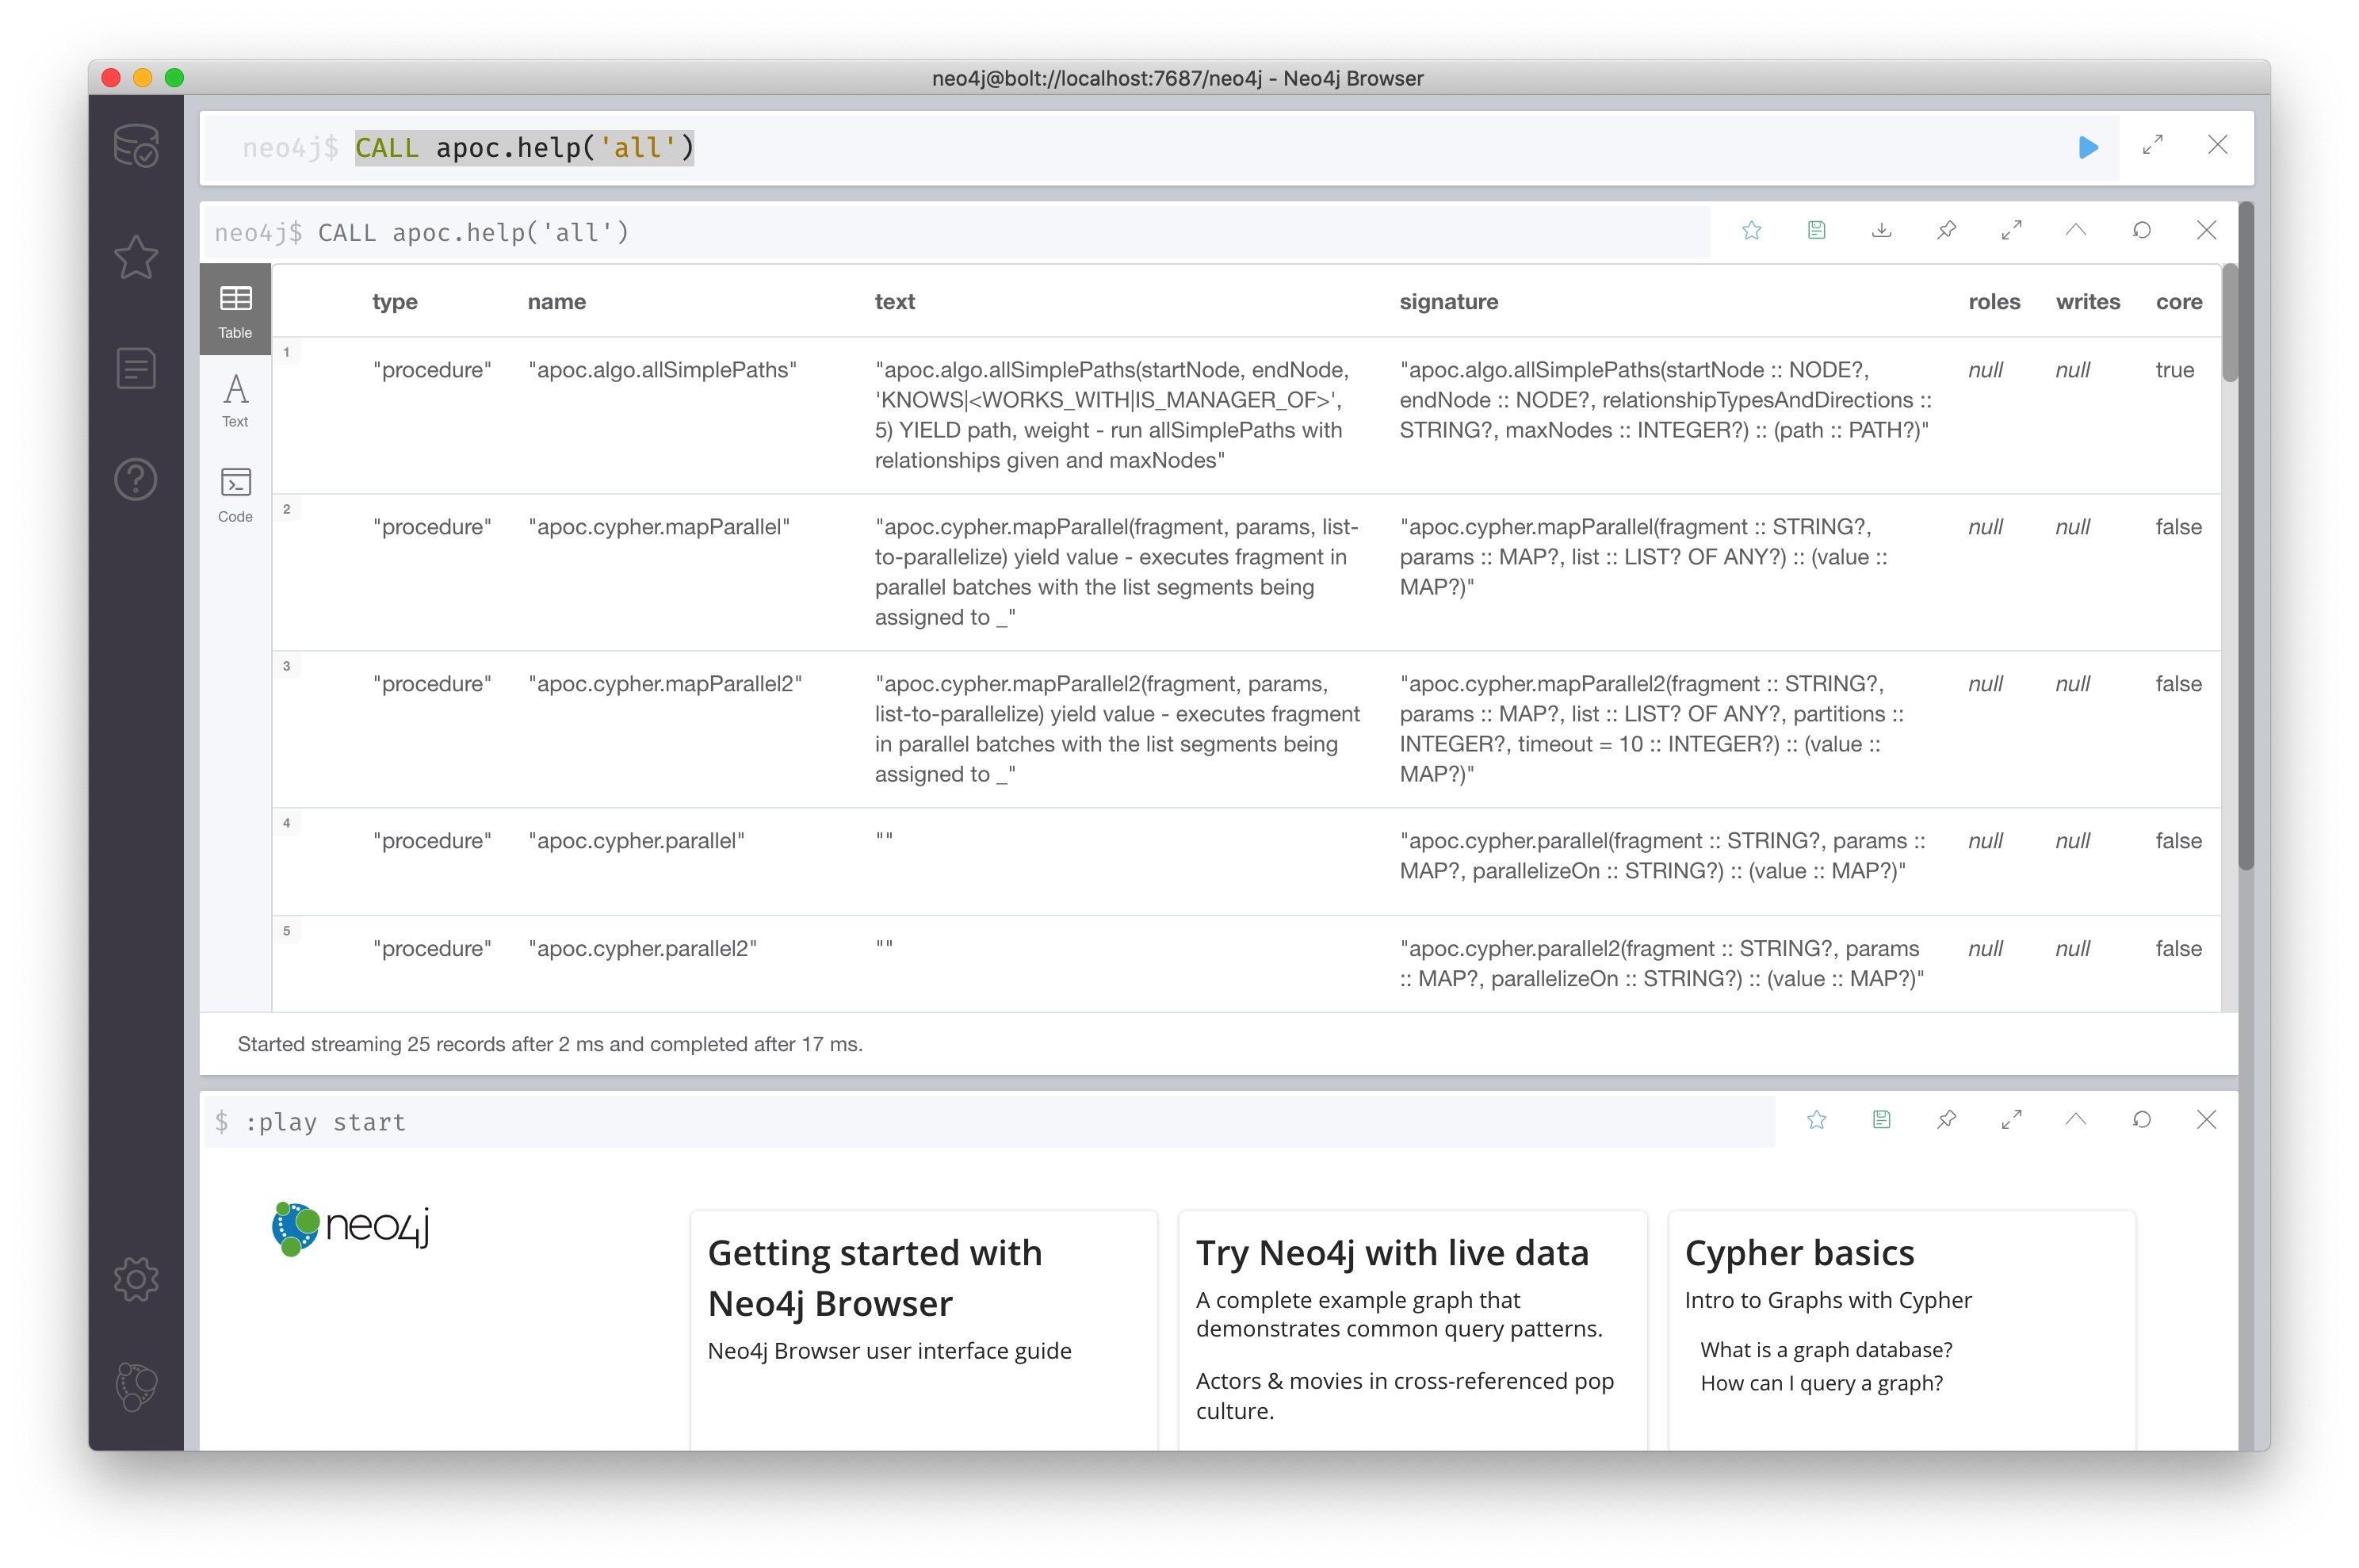 neo4j@bolt://localhost:7687/neo4j - Neo4j Browser
neo4j$ CALL apoc.help('all')
neo4j$ CALL apoc.help('all')
Table
Text
Code
type name text signature roles writes core
1
"procedure" "apoc.algo.allSimplePaths" "apoc.algo.allSimplePaths(startNode, endNode, "apoc.algo.allSimplePaths(startNode :: NODE?, null null true
'KNOWS|<WORKS_WITH|IS_MANAGER_OF>', endNode :: NODE?, relationshipTypesAndDirections ::
5) YIELD path, weight - run allSimplePaths with STRING?, maxNodes :: INTEGER?) :: (path :: PATH?)"
relationships given and maxNodes"
2
"procedure" "apoc.cypher.mapParallel" "apoc.cypher.mapParallel(fragment, params, list- "apoc.cypher.mapParallel(fragment :: STRING?, null null false
to-parallelize) yield value - executes fragment in params :: MAP?, list :: LIST? OF ANY?) :: (value ::
parallel batches with the list segments being MAP?)"
assigned to _"
3
"procedure" "apoc.cypher.mapParallel2" "apoc.cypher.mapParallel2(fragment, params, "apoc.cypher.mapParallel2(fragment :: STRING?, null null false
list-to-parallelize) yield value - executes fragment params :: MAP?, list :: LIST? OF ANY?, partitions ::
in parallel batches with the list segments being INTEGER?, timeout = 10 :: INTEGER?) :: (value ::
assigned to _" MAP?)"
4
"procedure" "apoc.cypher.parallel" "" "apoc.cypher.parallel(fragment :: STRING?, params :: null null false
MAP?, parallelizeOn :: STRING?) :: (value :: MAP?)"
5
"procedure" "apoc.cypher.parallel2" "" "apoc.cypher.parallel2(fragment :: STRING?, params null null false
:: MAP?, parallelizeOn :: STRING?) :: (value :: MAP?)"
Started streaming 25 records after 2 ms and completed after 17 ms.
$ :play start
neo4j
Getting started with
Neo4j Browser
Neo4j Browser user interface guide
Try Neo4j with live data
A complete example graph that
demonstrates common query patterns.
Actors & movies in cross-referenced pop
culture.
Cypher basics
Intro to Graphs with Cypher
What is a graph database?
How can I query a graph?